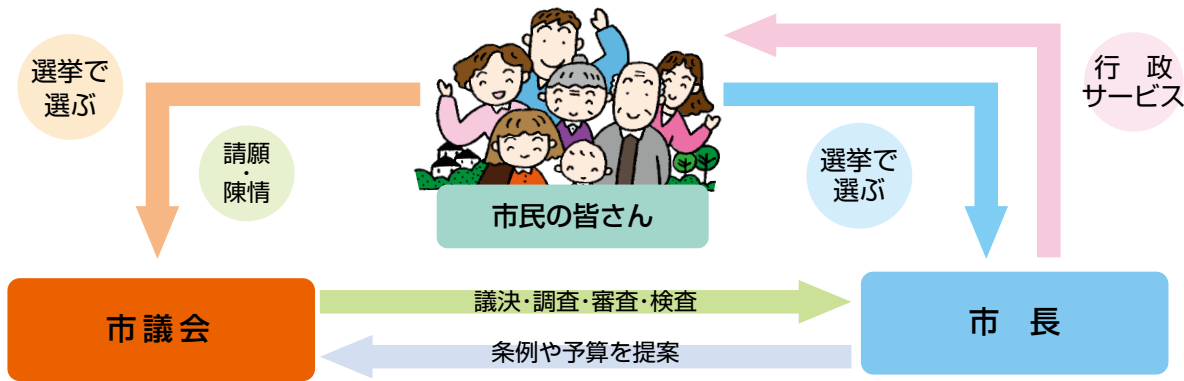 選挙で
選ぶ
請願
・
陳情
市民の皆さん
選挙で
選ぶ
行　政
サービス
市議会
議決・調査・審査・検査
条例や予算を提案
市　長